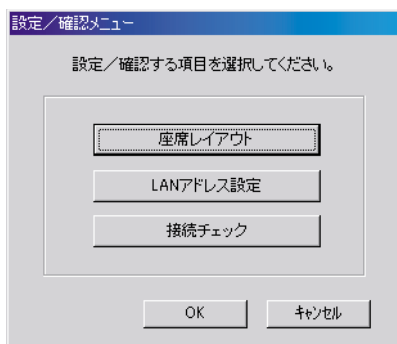 設定／確認メニュー
設定／確認する項目を選択してください。
座席レイアウト
LANアドレス設定
接続チェック
OK キャンセル